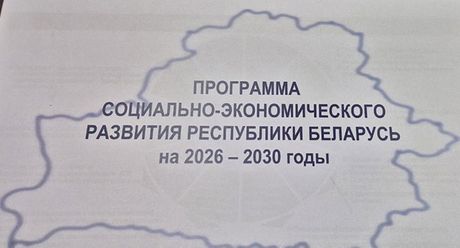 ПРОГРАММА
СОЦИАЛЬНО-ЭКОНОМИЧЕСКОГО
РАЗВИТИЯ РЕСПУБЛИКИ БЕЛАРУСЬ
на 2026 – 2030 годы